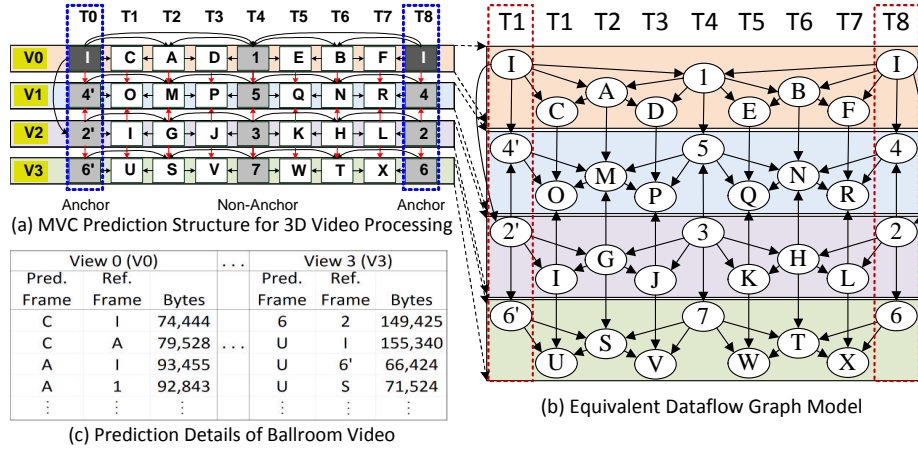 T0 T1 T2 T3 T4 T5 T6 T7 T8
V0 I C A D 1 E B F I
V1 4' O M P 5 Q N R 4
V2 2' I G J 3 K H L 2
V3 6' U S V 7 W T X 6
Anchor Non-Anchor Anchor
(a) MVC Prediction Structure for 3D Video Processing
View 0 (V0) ... View 3 (V3)
Pred. Ref. Pred. Ref.
Frame Frame Bytes Frame Frame Bytes
C I 74,444 6 2 149,425
C A 79,528 ... U I 155,340
A I 93,455 U 6' 66,424
A 1 92,843 U S 71,524
⋮ ⋮ ⋮ ⋮ ⋮ ⋮
(c) Prediction Details of Ballroom Video
T1 T1 T2 T3 T4 T5 T6 T7 T8
I 1 I
A B
C D E F
4' 5 4
M N
O P Q R
2' 3 2
G H
I J K L
6' 7 6
S T
U V W X
(b) Equivalent Dataflow Graph Model